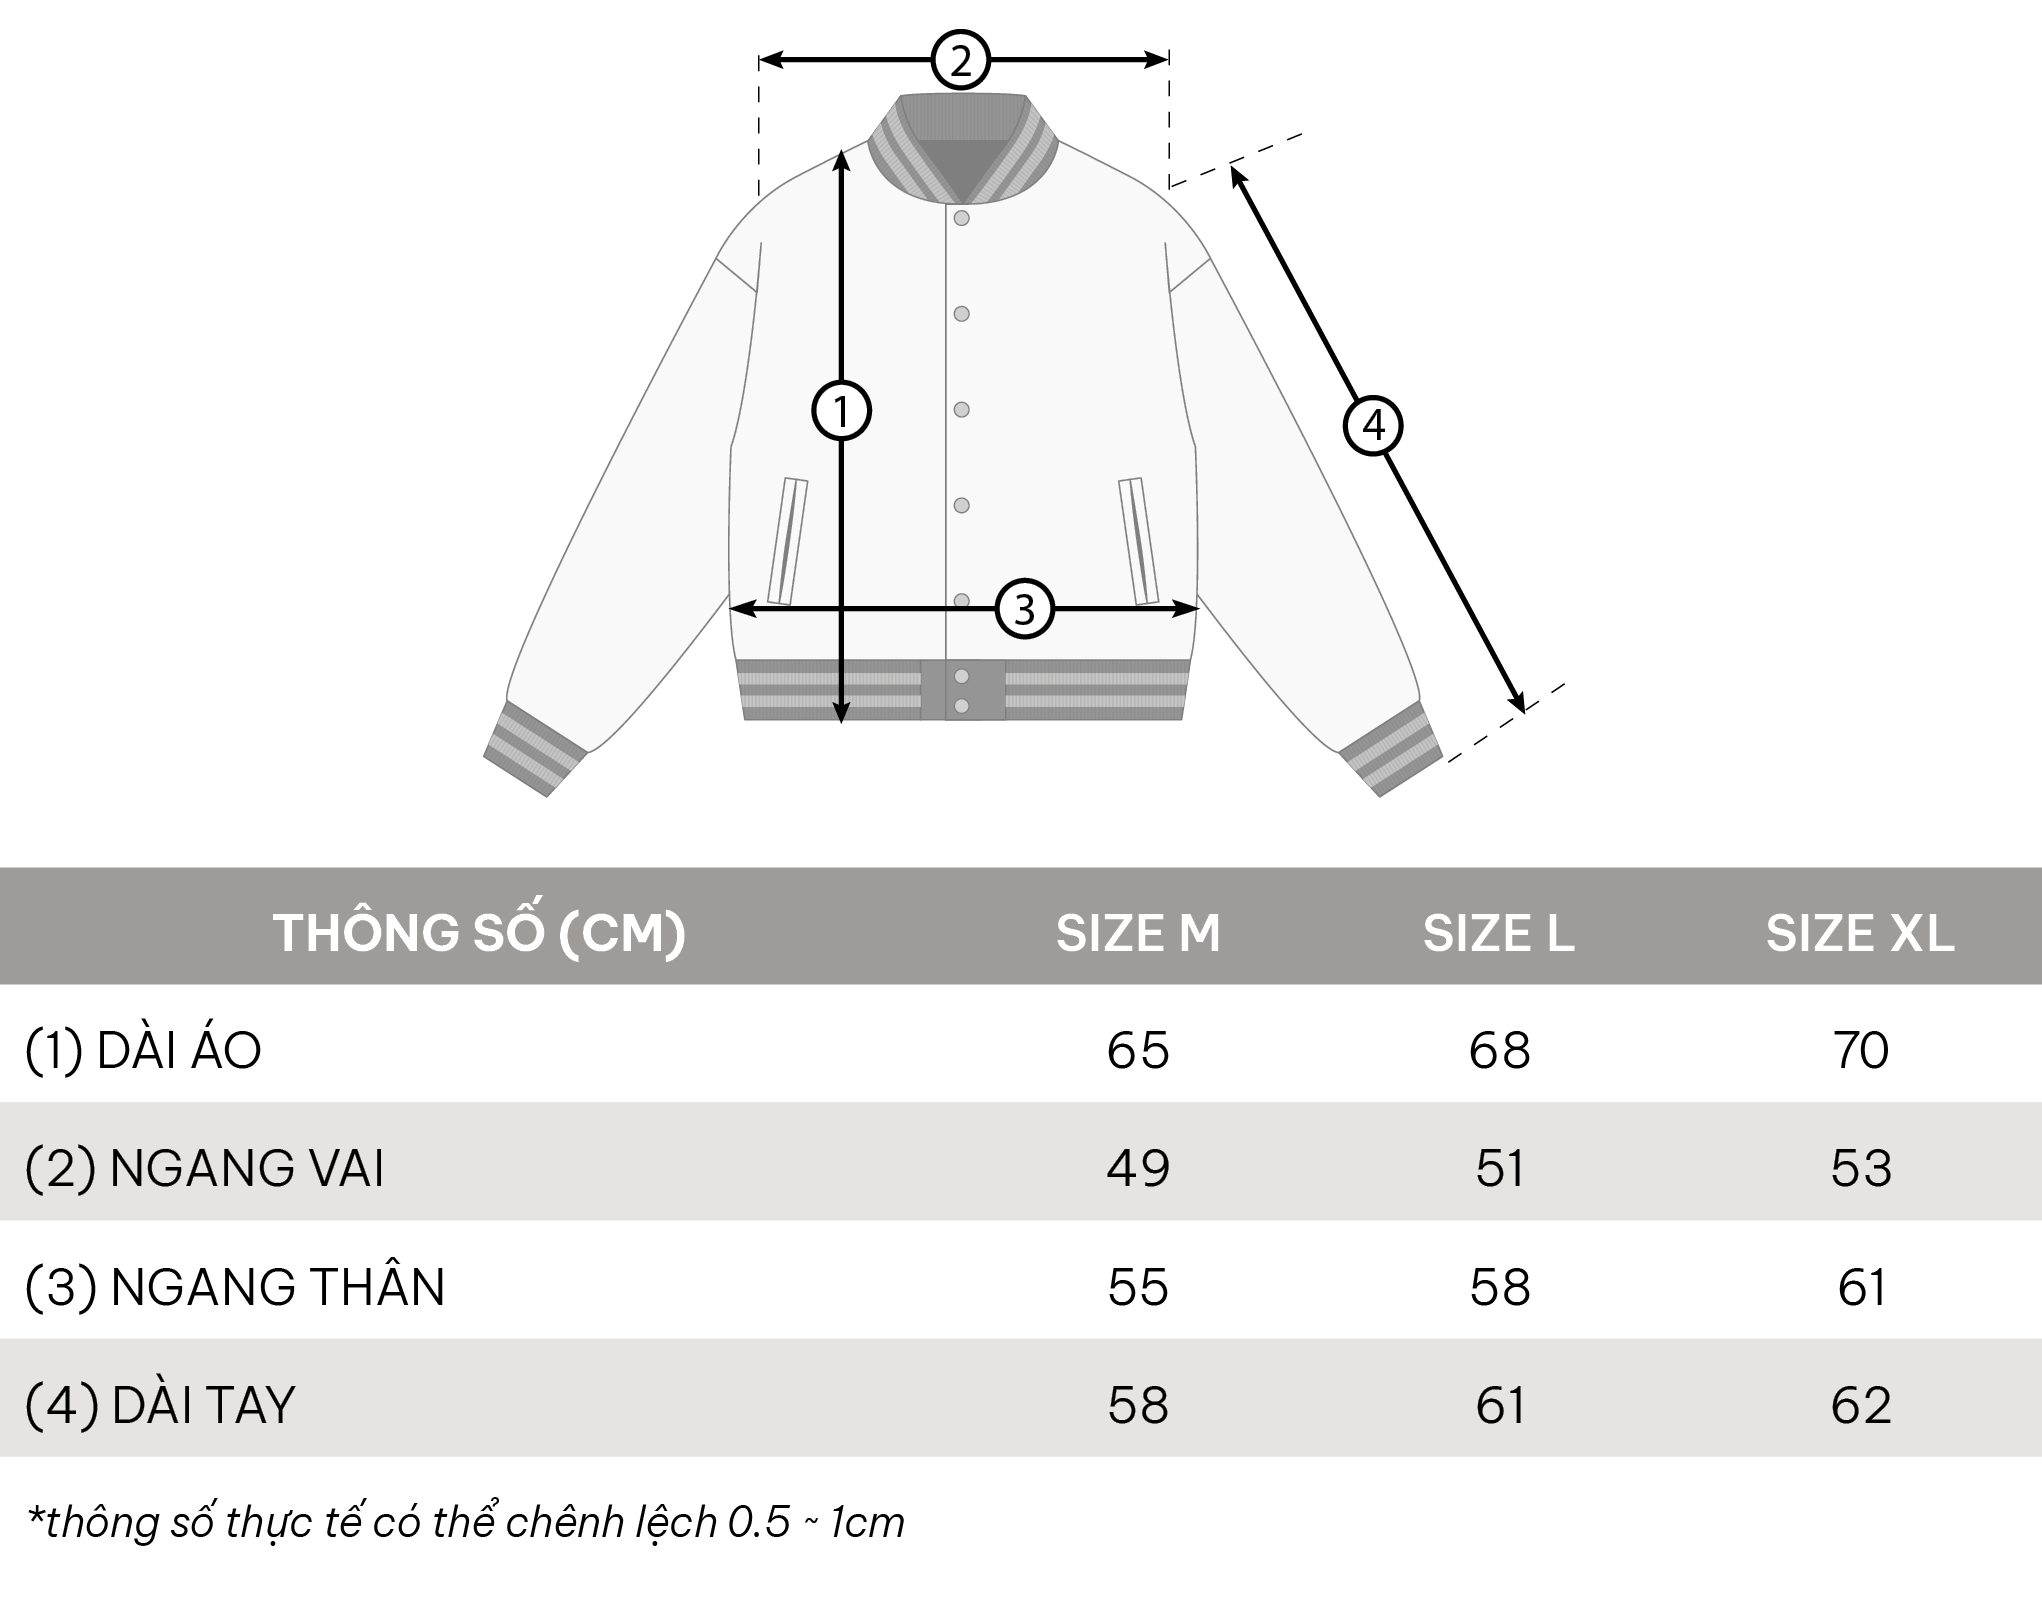 2
1
4
3
THÔNG SỐ (CM) SIZE M SIZE L SIZE XL
(1) DÀI ÁO 65 68 70
(2) NGANG VAI 49 51 53
(3) NGANG THÂN 55 58 61
(4) DÀI TAY 58 61 62
*thông số thực tế có thể chênh lệch 0.5 ~ 1cm